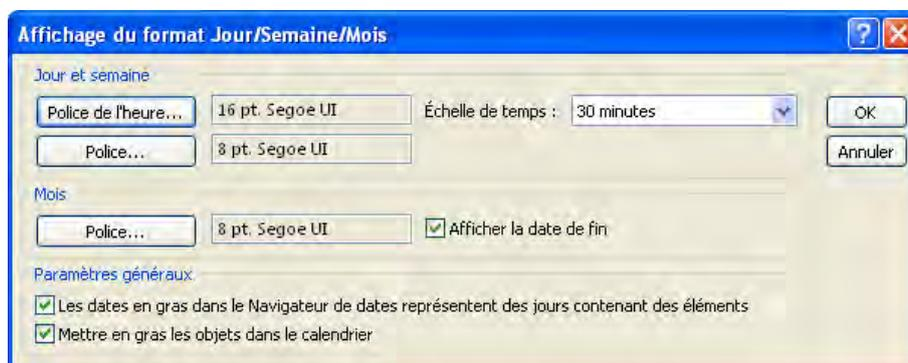 Affichage du format Jour/Semaine/Mois
Jour et semaine
Police de l'heure... 16 pt. Segoe UI Échelle de temps : 30 minutes OK
Police... 8 pt. Segoe UI Annuler
Mois
Police... 8 pt. Segoe UI Afficher la date de fin
Paramètres généraux
Les dates en gras dans le Navigateur de dates représentent des jours contenant des éléments
Mettre en gras les objets dans le calendrier